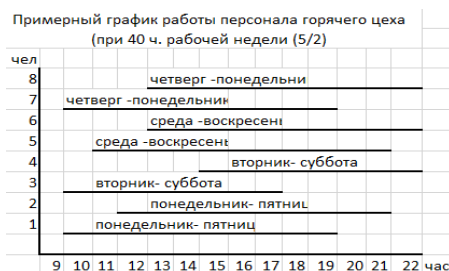 Примерный график работы персонала горячего цеха
(при 40 ч. рабочей недели (5/2)
чел
8 четверг -понедельни
7 четверг -понедельник
6 среда -воскресень
5 среда -воскресень
4 вторник- суббота
3 вторник- суббота
2 понедельник- пятниц
1 понедельник- пятниц
9 10 11 12 13 14 15 16 17 18 19 20 21 22 час